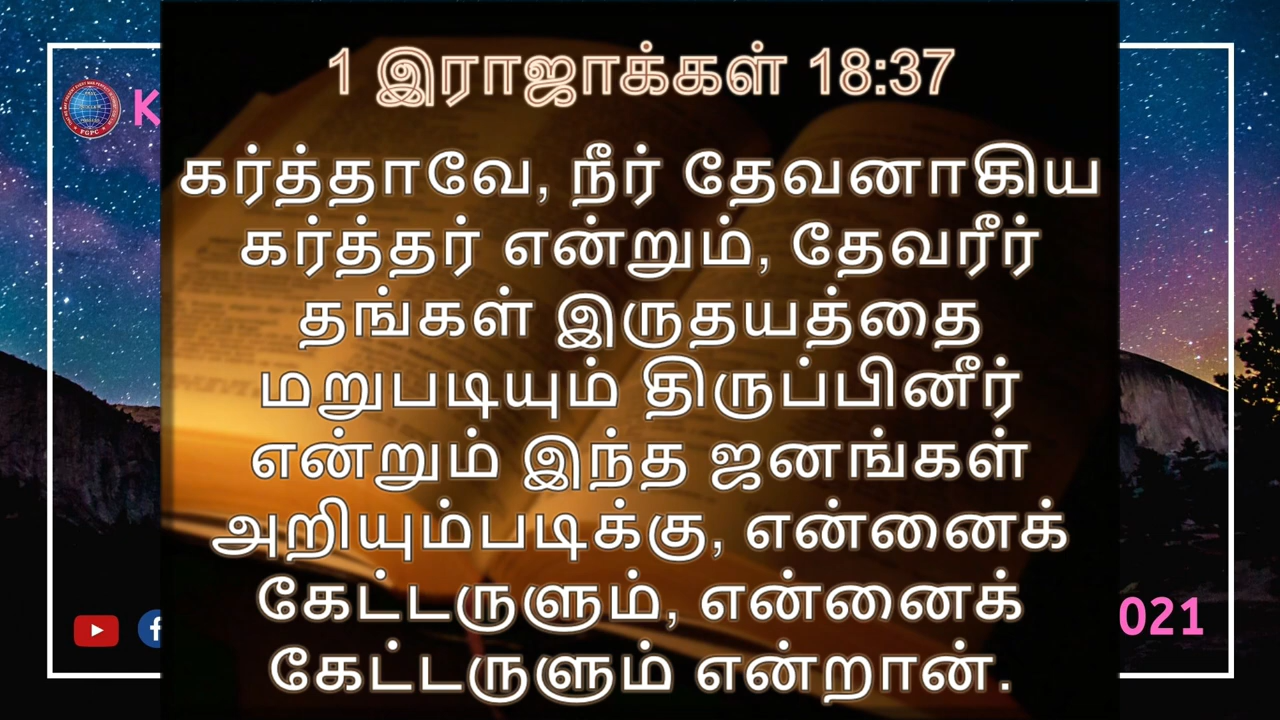 1 இராஜாக்கள் 18:37
கர்த்தாவே, நீர் தேவனாகிய
கர்த்தர் என்றும், தேவரீர்
தங்கள் இருதயத்தை
மறுபடியும் திருப்பினீர்
என்றும் இந்த ஜனங்கள்
அறியும்படிக்கு, என்னைக்
கேட்டருளும், என்னைக்
கேட்டருளும் என்றான்.
K
FGPC
021